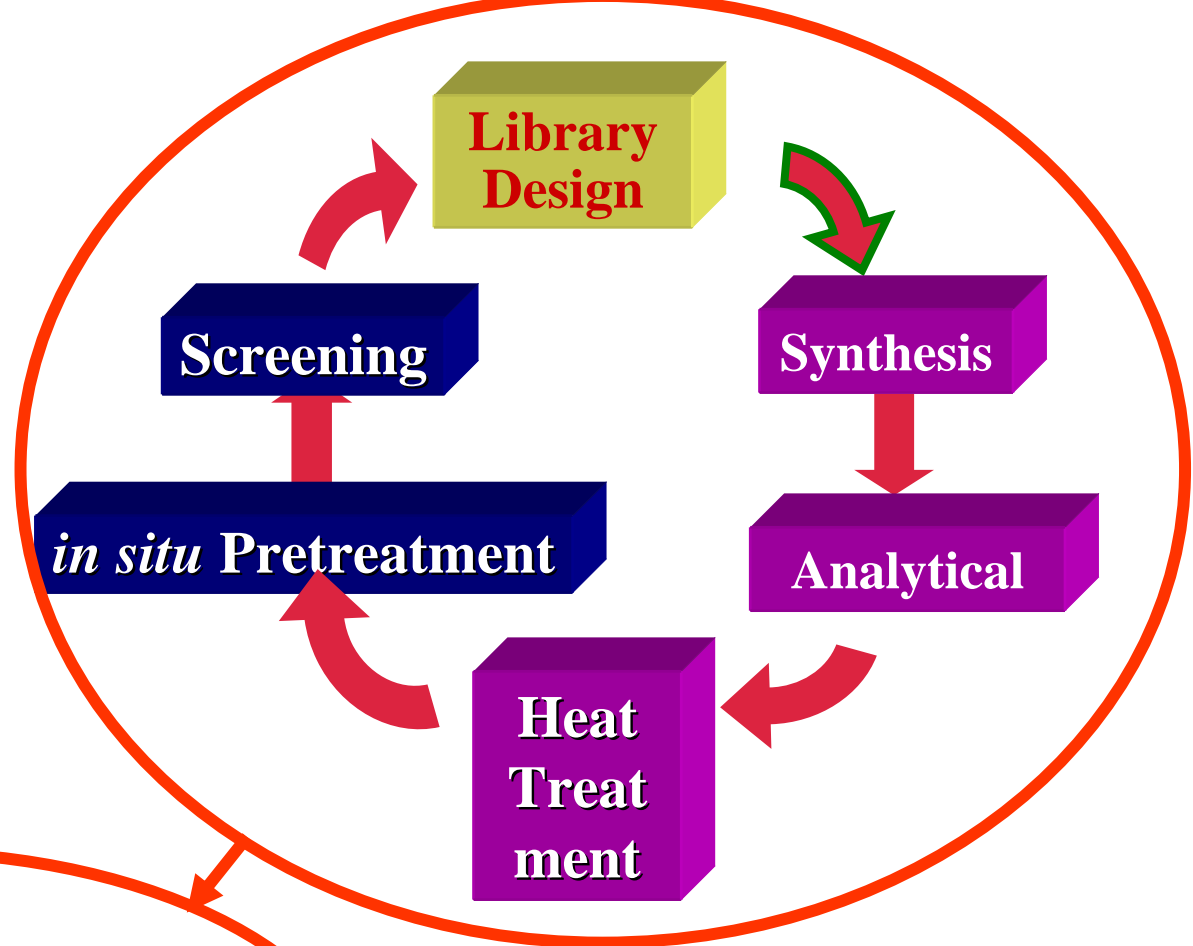 Library
Design
Screening
Synthesis
in situ Pretreatment
Analytical
Heat
Treat
ment